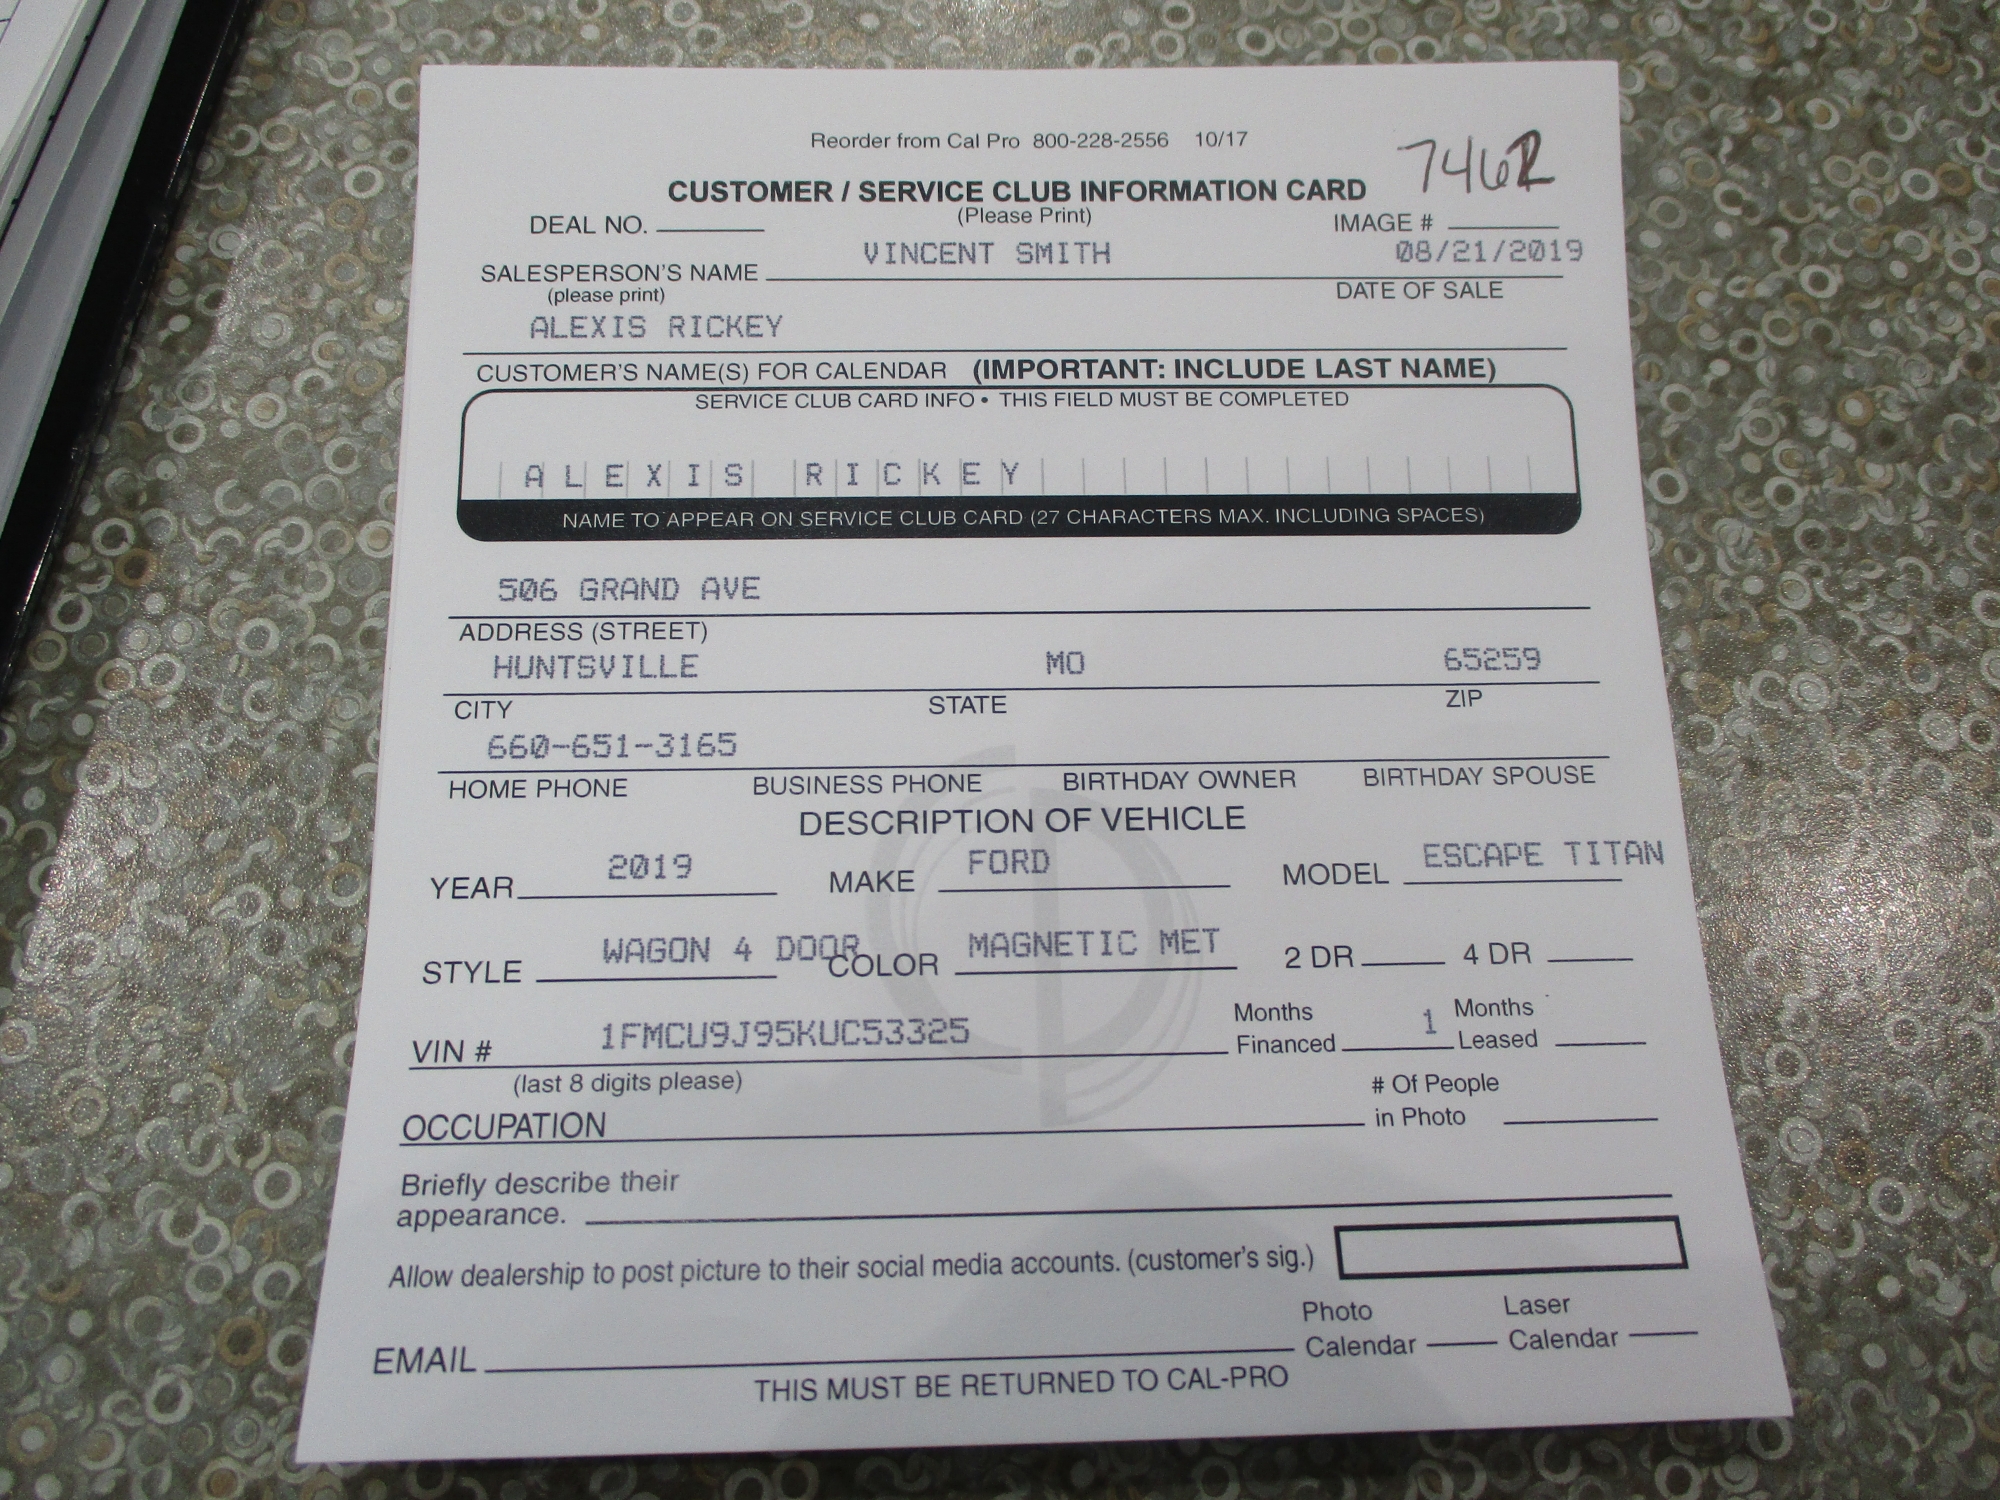 Reorder from Cal Pro 800-228-2556 10/17
7462
CUSTOMER / SERVICE CLUB INFORMATION CARD
(Please Print)
DEAL NO. IMAGE #
VINCENT SMITH 08/21/2019
SALESPERSON'S NAME DATE OF SALE
(please print)
ALEXIS RICKEY
CUSTOMER'S NAME(S) FOR CALENDAR (IMPORTANT: INCLUDE LAST NAME)
SERVICE CLUB CARD INFO • THIS FIELD MUST BE COMPLETED
ALEXIS RICKEY
NAME TO APPEAR ON SERVICE CLUB CARD (27 CHARACTERS MAX. INCLUDING SPACES)
506 GRAND AVE
ADDRESS (STREET)
HUNTSVILLE MO 65259
CITY STATE ZIP
660-651-3165
HOME PHONE BUSINESS PHONE BIRTHDAY OWNER BIRTHDAY SPOUSE
DESCRIPTION OF VEHICLE
YEAR 2019 MAKE FORD MODEL ESCAPE TITAN
STYLE WAGON 4 DOOR COLOR MAGNETIC MET 2 DR 4 DR
VIN # 1FMCU9J95KUC53325 Months Financed 1 Months Leased
(last 8 digits please)
OCCUPATION # Of People in Photo
Briefly describe their
appearance.
Allow dealership to post picture to their social media accounts. (customer's sig.)
Photo Laser
EMAIL Calendar Calendar
THIS MUST BE RETURNED TO CAL-PRO